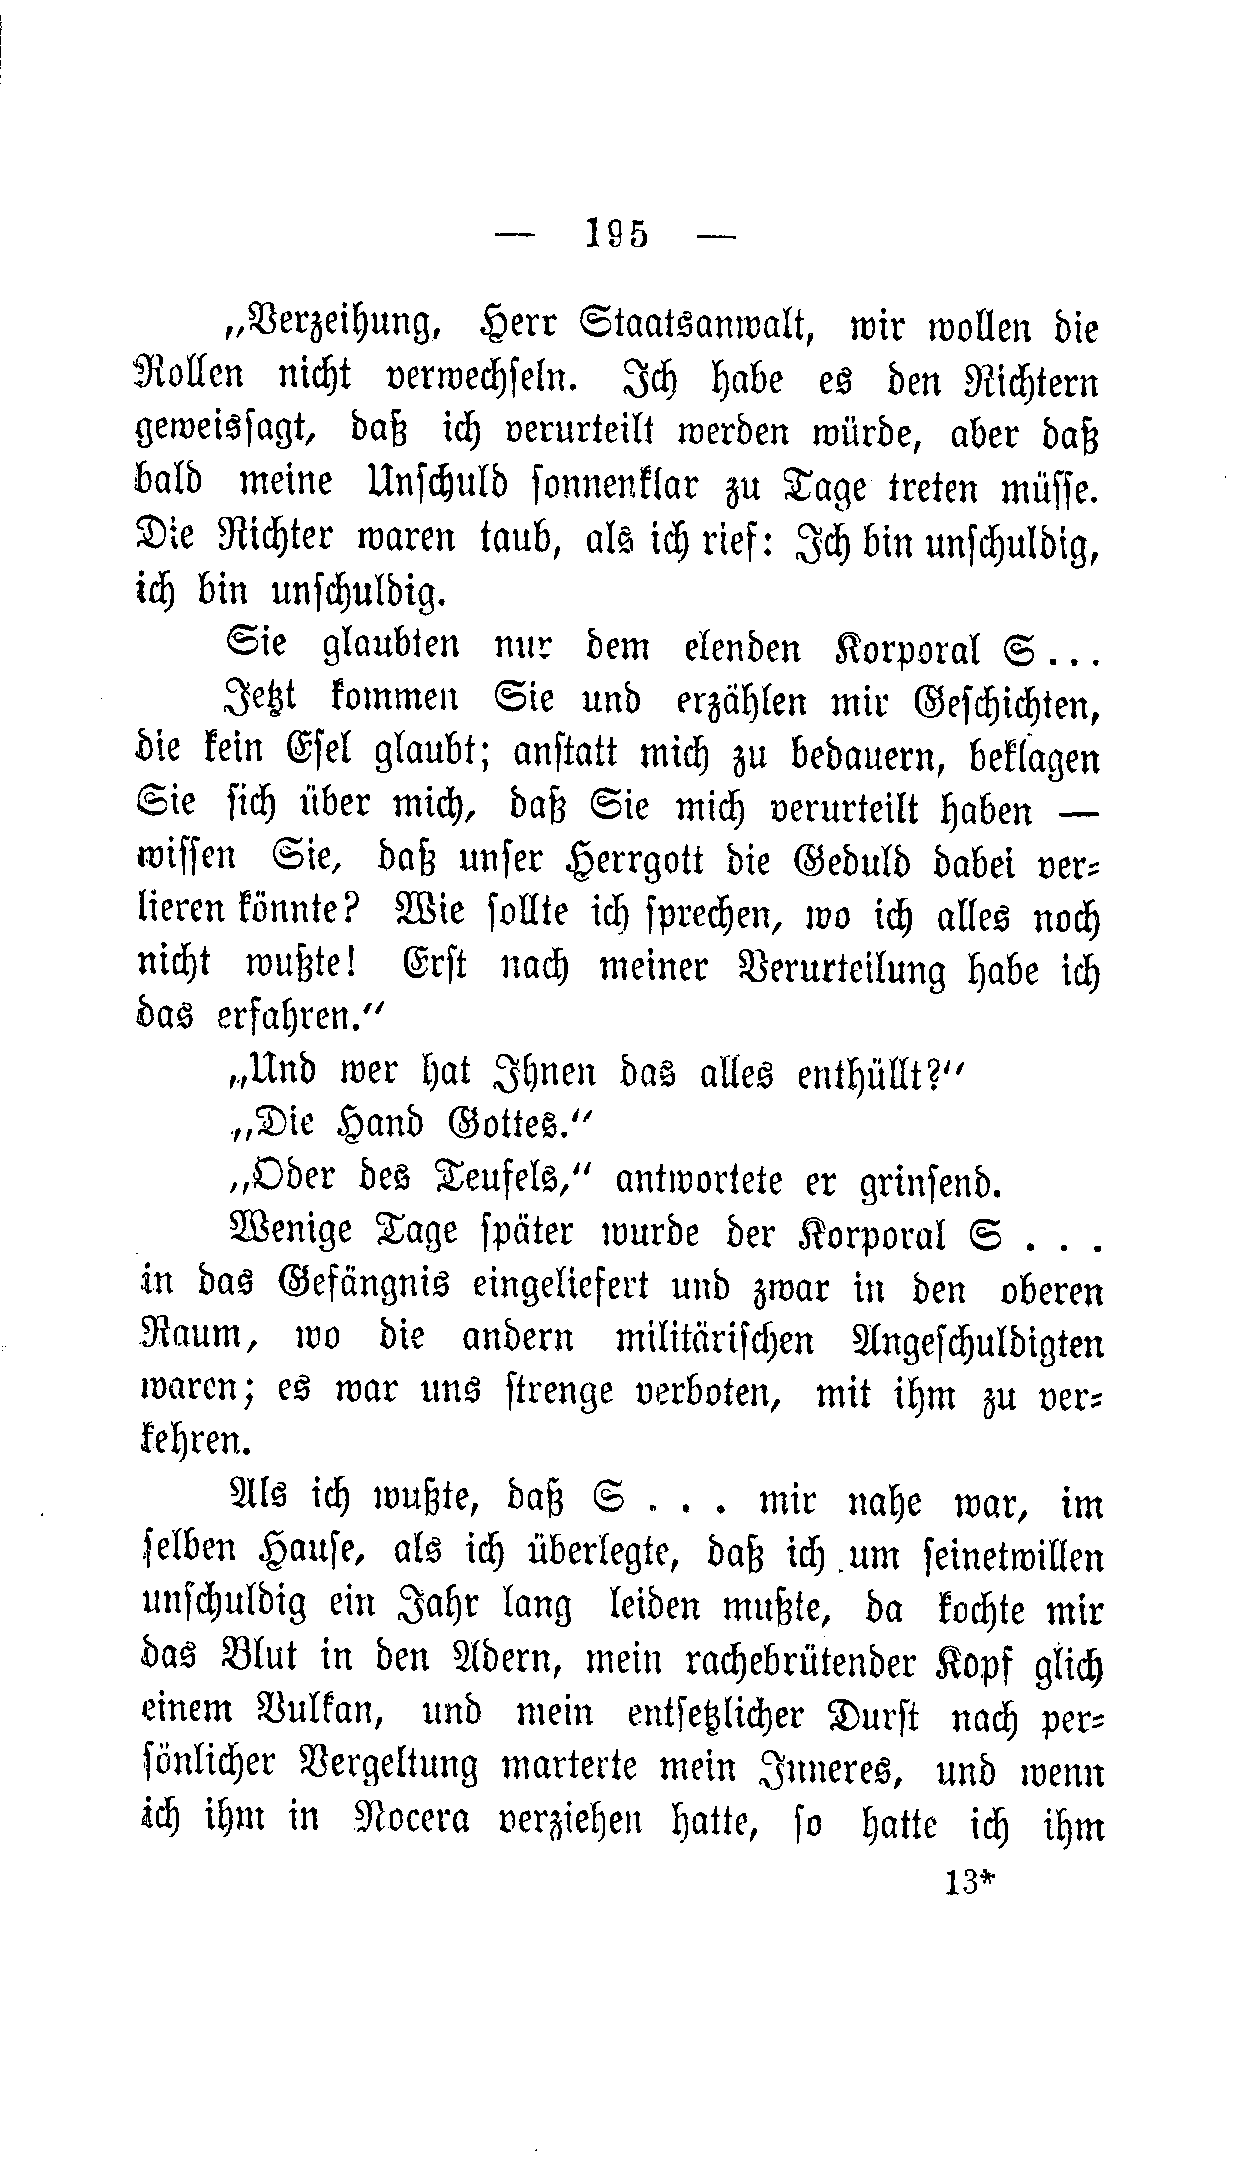 — 195 —
„Verzeihung, Herr Staatsanwalt, wir wollen die
Rollen nicht verwechseln. Ich habe es den Richtern
geweissagt, daß ich verurteilt werden würde, aber daß
bald meine Unschuld sonnenklar zu Tage treten müsse.
Die Richter waren taub, als ich rief: Ich bin unschuldig,
ich bin unschuldig.
Sie glaubten nur dem elenden Korporal S...
Jetzt kommen Sie und erzählen mir Geschichten,
die kein Esel glaubt; anstatt mich zu bedauern, beklagen
Sie sich über mich, daß Sie mich verurteilt haben —
wissen Sie, daß unser Herrgott die Geduld dabei ver-
lieren könnte? Wie sollte ich sprechen, wo ich alles noch
nicht wußte! Erst nach meiner Verurteilung habe ich
das erfahren.“
„Und wer hat Ihnen das alles enthüllt?“
„Die Hand Gottes.“
„Oder des Teufels,“ antwortete er grinsend.
Wenige Tage später wurde der Korporal S . . .
in das Gefängnis eingeliefert und zwar in den oberen
Raum, wo die andern militärischen Angeschuldigten
waren; es war uns strenge verboten, mit ihm zu ver-
kehren.
Als ich wußte, daß S . . . mir nahe war, im
selben Hause, als ich überlegte, daß ich um seinetwillen
unschuldig ein Jahr lang leiden mußte, da kochte mir
das Blut in den Adern, mein rachebrütender Kopf glich
einem Vulkan, und mein entsetzlicher Durst nach per-
sönlicher Vergeltung marterte mein Inneres, und wenn
ich ihm in Nocera verziehen hatte, so hatte ich ihm
13*